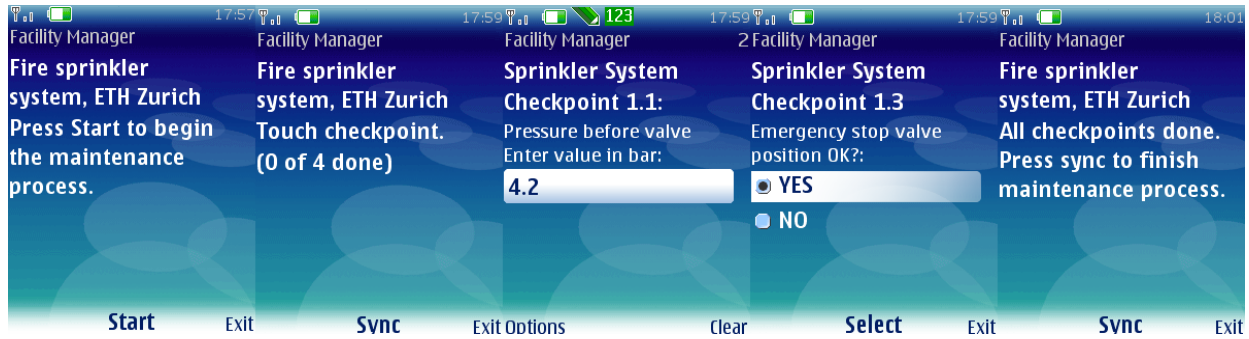 17:57
Facility Manager
Fire sprinkler
system, ETH Zurich
Press Start to begin
the maintenance
process.
Start
Exit
17:59
Facility Manager
Fire sprinkler
system, ETH Zurich
Touch checkpoint.
(0 of 4 done)
Sync
Exit
123
17:59
Facility Manager
2
Sprinkler System
Checkpoint 1.1:
Pressure before valve
Enter value in bar:
4.2
Options
Clear
17:59
Facility Manager
Sprinkler System
Checkpoint 1.3
Emergency stop valve
position OK?:
YES
NO
Select
Exit
18:01
Facility Manager
Fire sprinkler
system, ETH Zurich
All checkpoints done.
Press sync to finish
maintenance process.
Sync
Exit